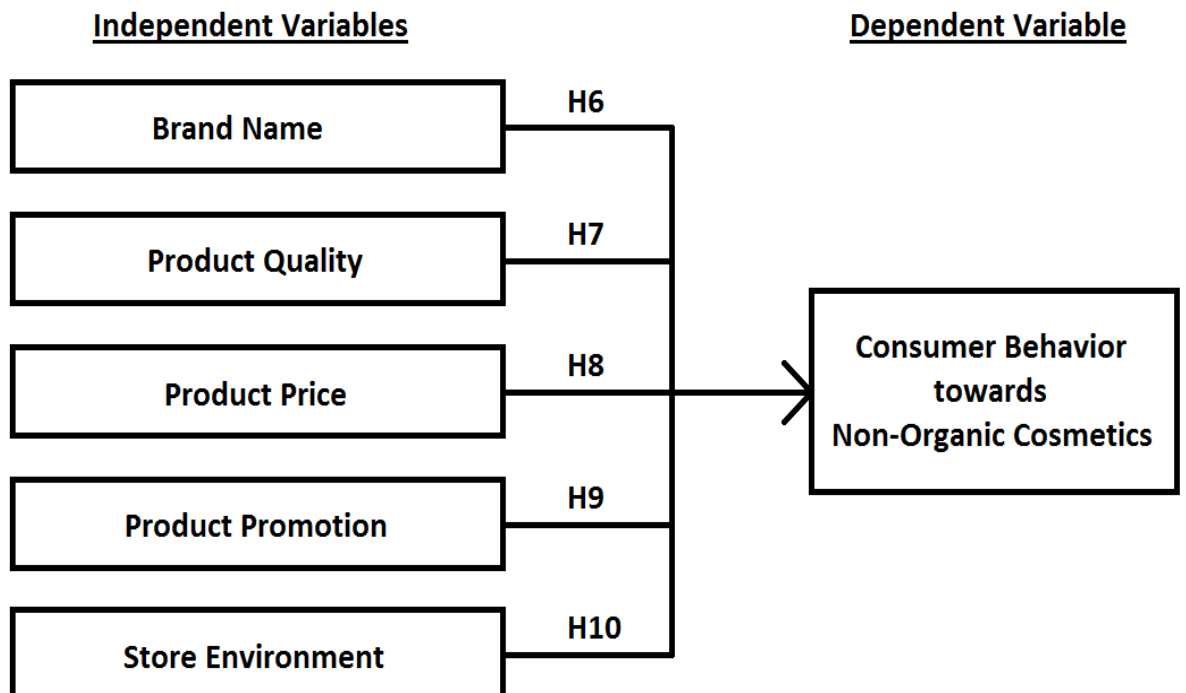 Independent Variables
Dependent Variable
H6
Brand Name
H7
Product Quality
H8
Product Price
Consumer Behavior
towards
Non-Organic Cosmetics
H9
Product Promotion
H10
Store Environment